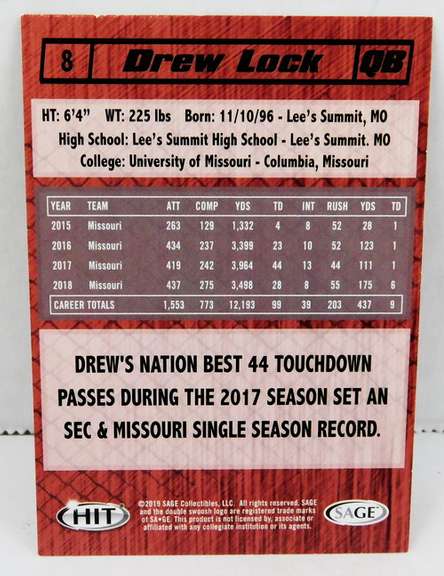 8 Drew Lock QB
HT: 6'4" WT: 225 lbs Born: 11/10/96 - Lee's Summit, MO
High School: Lee's Summit High School - Lee's Summit. MO
College: University of Missouri - Columbia, Missouri
YEAR TEAM ATT COMP YDS TD INT RUSH YDS TD
2015 Missouri 263 129 1,332 4 8 52 28 1
2016 Missouri 434 237 3,399 23 10 52 123 1
2017 Missouri 419 242 3,964 44 13 44 111 1
2018 Missouri 437 275 3,498 28 8 55 175 6
CAREER TOTALS 1,553 773 12,193 99 39 203 437 9
DREW'S NATION BEST 44 TOUCHDOWN
PASSES DURING THE 2017 SEASON SET AN
SEC & MISSOURI SINGLE SEASON RECORD.
HIT
©2019 SAGE Collectibles, LLC. All rights reserved. SAGE
and the double swoosh logo are registered trade marks
of SA•GE. This product is not licensed by, associate or
affiliated with any collegiate institution or its agents.
SAGE